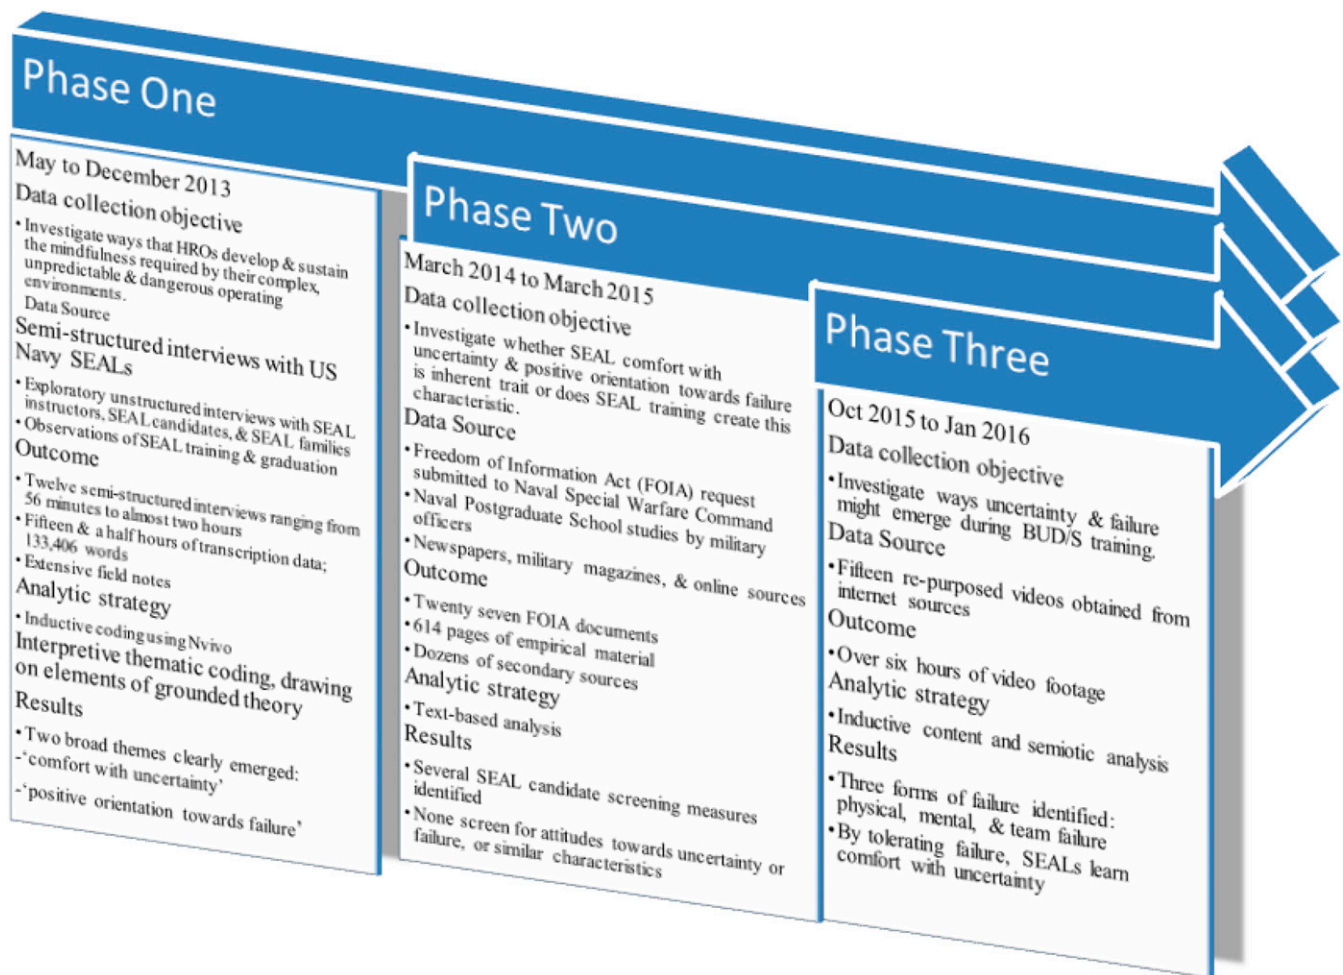 Phase One
May to December 2013
Data collection objective
• Investigate ways that HROs develop & sustain
the mindfulness required by their complex,
unpredictable & dangerous operating
environments.
Data Source
Semi-structured interviews with US
Navy SEALs
• Exploratory unstructured interviews with SEAL
instructors, SEAL candidates, & SEAL families
• Observations of SEAL training & graduation
Outcome
• Twelve semi-structured interviews ranging from
56 minutes to almost two hours
• Fifteen & a half hours of transcription data;
133,406 words
• Extensive field notes
Analytic strategy
• Inductive coding using Nvivo
Interpretive thematic coding, drawing
on elements of grounded theory
Results
• Two broad themes clearly emerged:
-‘comfort with uncertainty’
-‘positive orientation towards failure’
Phase Two
March 2014 to March 2015
Data collection objective
• Investigate whether SEAL comfort with
uncertainty & positive orientation towards failure
is inherent trait or does SEAL training create this
characteristic.
Data Source
• Freedom of Information Act (FOIA) request
submitted to Naval Special Warfare Command
• Naval Postgraduate School studies by military
officers
• Newspapers, military magazines, & online sources
Outcome
• Twenty seven FOIA documents
• 614 pages of empirical material
• Dozens of secondary sources
Analytic strategy
• Text-based analysis
Results
• Several SEAL candidate screening measures
identified
• None screen for attitudes towards uncertainty or
failure, or similar characteristics
Phase Three
Oct 2015 to Jan 2016
Data collection objective
• Investigate ways uncertainty & failure
might emerge during BUD/S training.
Data Source
• Fifteen re-purposed videos obtained from
internet sources
Outcome
• Over six hours of video footage
Analytic strategy
• Inductive content and semiotic analysis
Results
• Three forms of failure identified:
physical, mental, & team failure
• By tolerating failure, SEALs learn
comfort with uncertainty